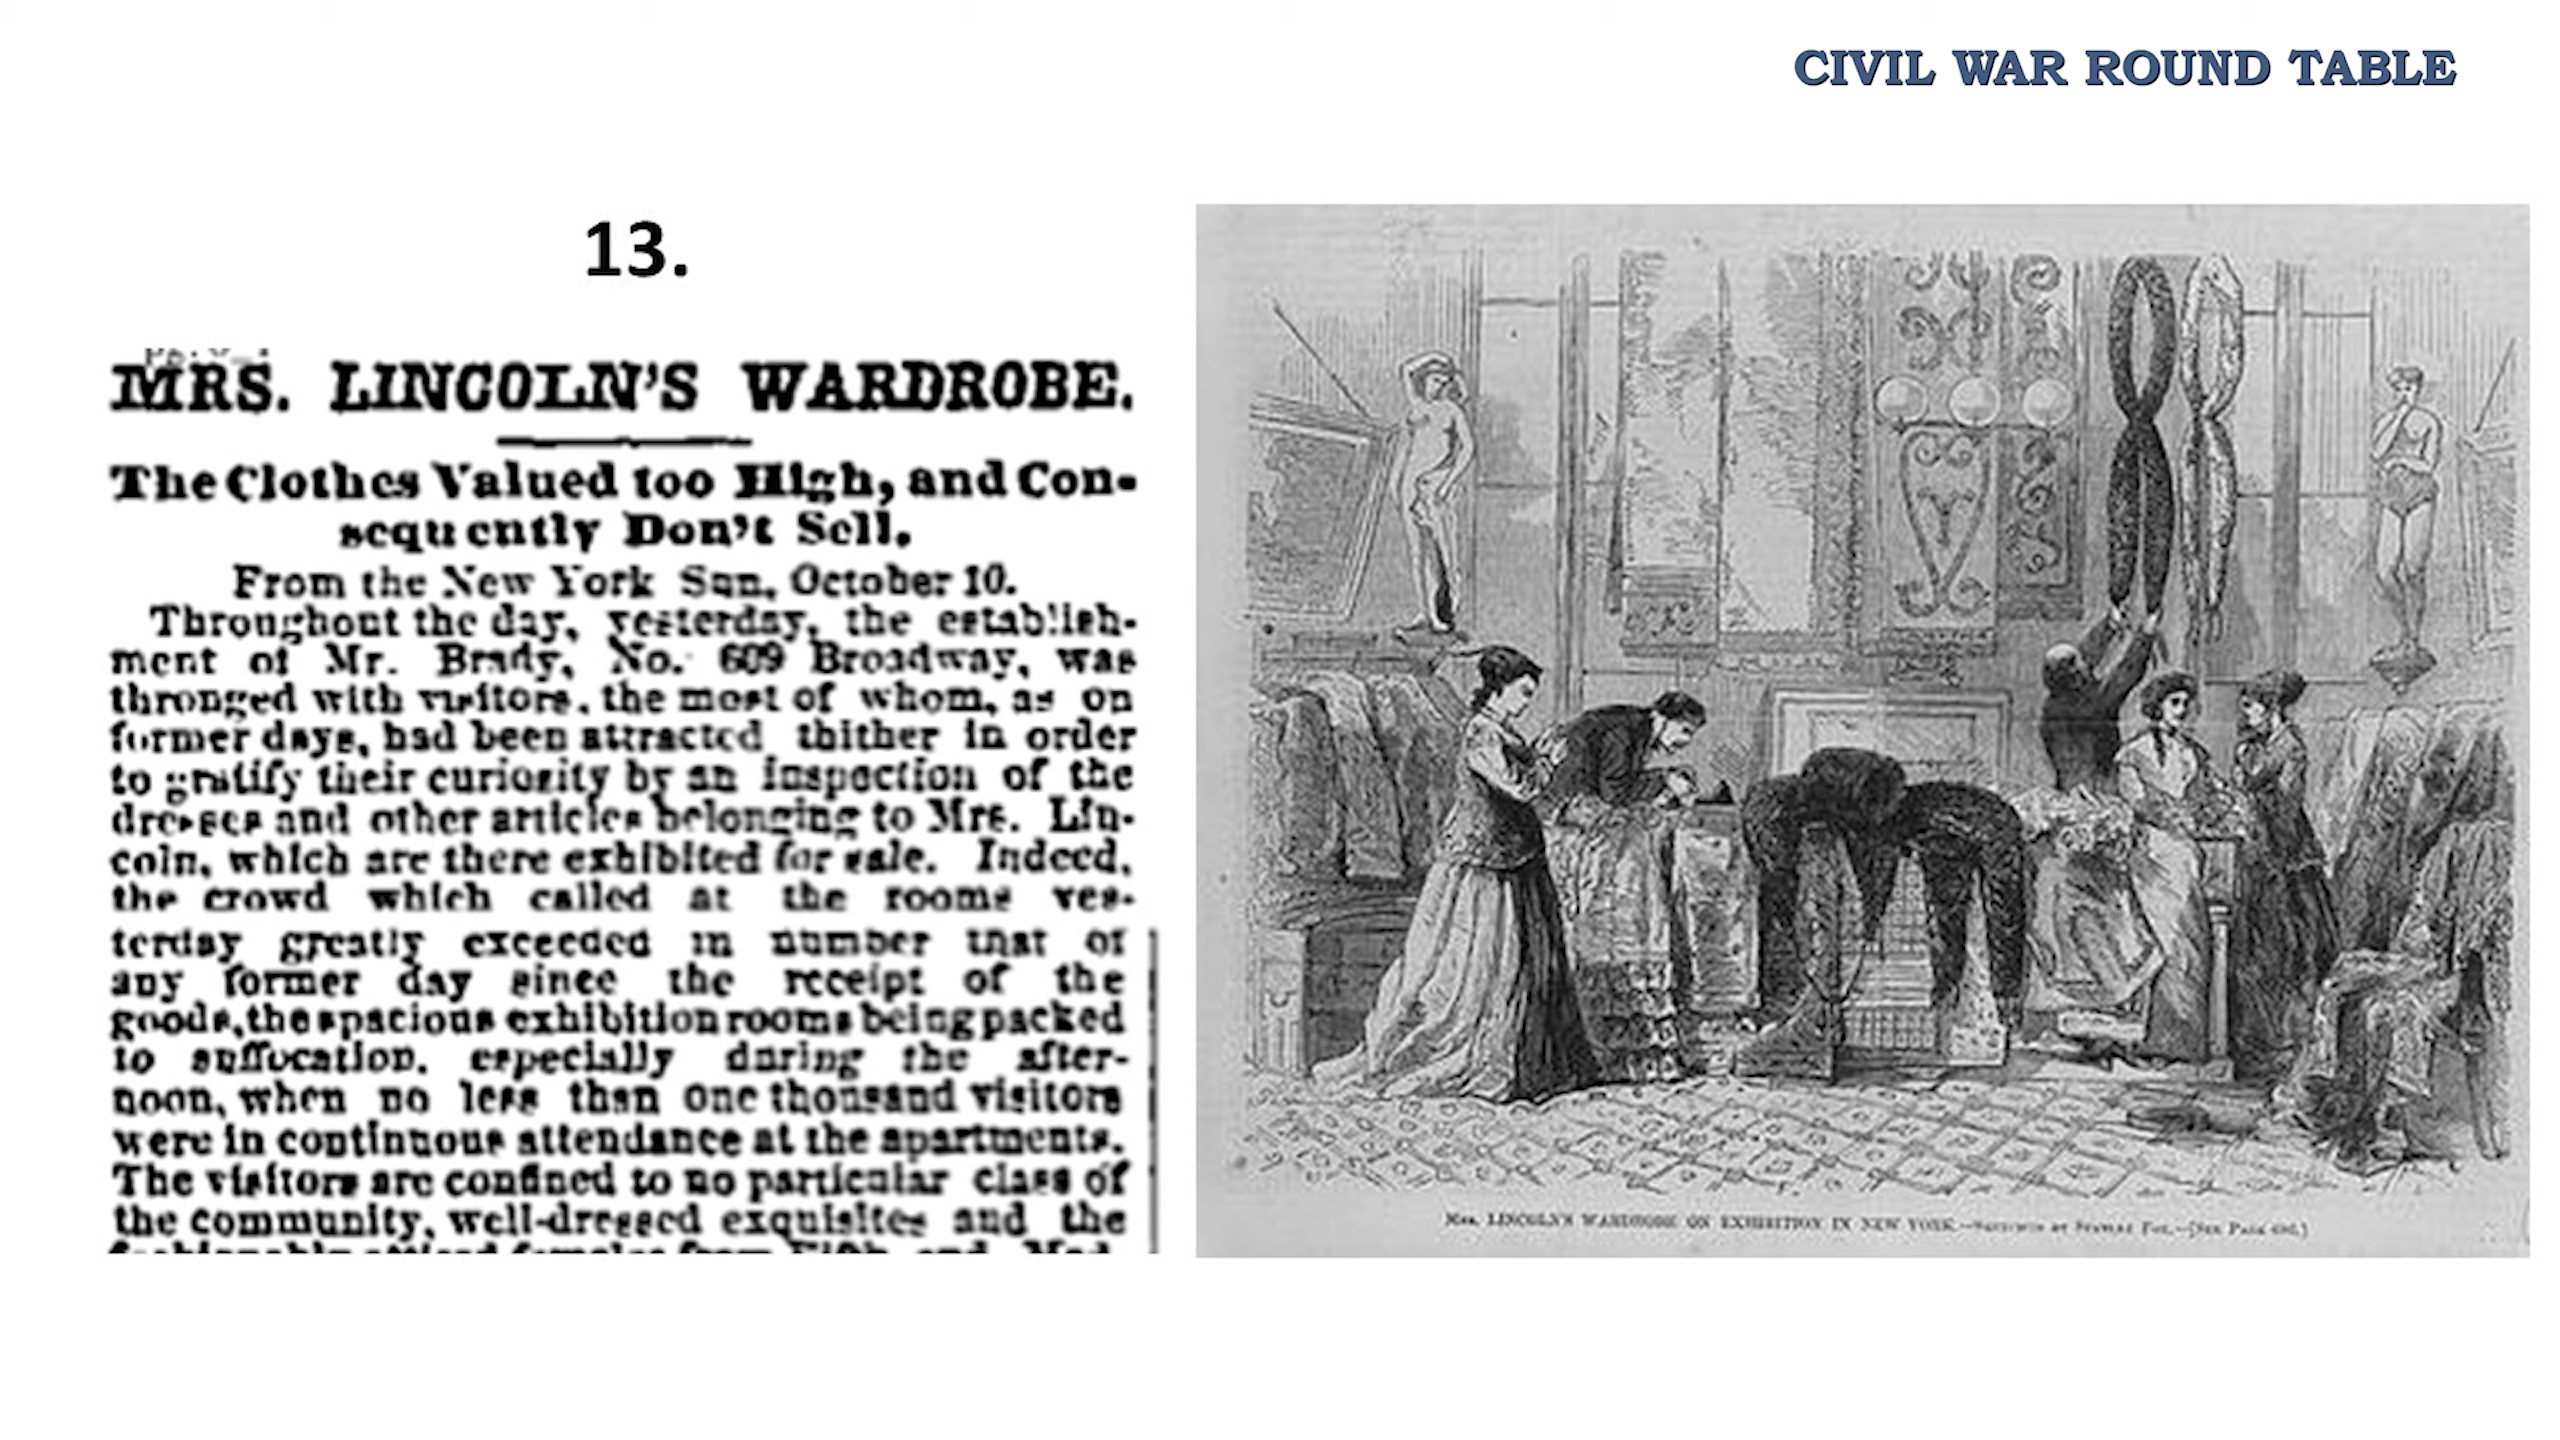 CIVIL WAR ROUND TABLE
13.
MRS. LINCOLN'S WARDROBE.
The Clothes Valued too High, and Con-
sequently Don't Sell.
From the New York Sun, October 10.
Throughout the day, yesterday, the establish-
ment of Mr. Brady, No. 609 Broadway, was
thronged with visitors, the most of whom, as on
former days, had been attracted thither in order
to gratify their curiosity by an inspection of the
dresses and other articles belonging to Mrs. Lin-
coln, which are there exhibited for sale. Indeed,
the crowd which called at the rooms yes-
terday greatly exceeded in number that of
any former day since the receipt of the
goods, the spacious exhibition rooms being packed
to suffocation, especially during the after-
noon, when no less than one thousand visitors
were in continuous attendance at the apartments.
The visitors are confined to no particular class of
the community, well-dressed exquisites and the
MRS. LINCOLN'S WARDROBE ON EXHIBITION IN NEW YORK.—[SEE PAGE